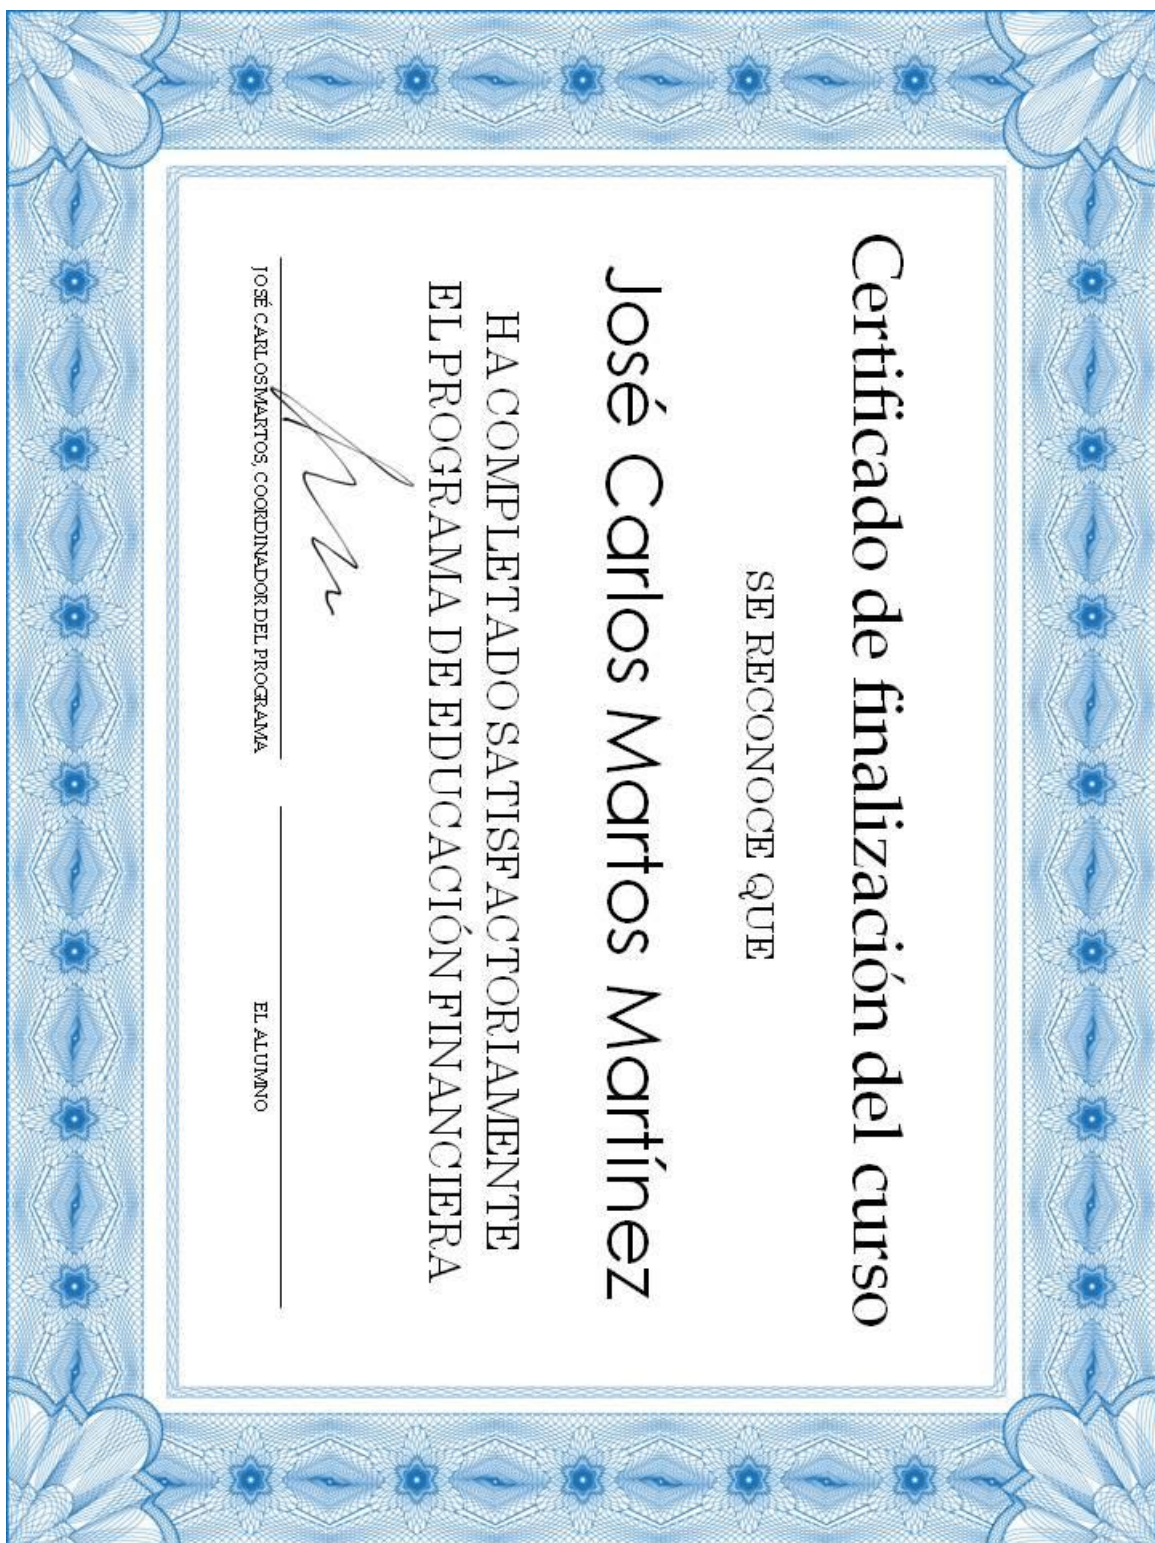 Certificado de finalización del curso
SE RECONOCE QUE
José Carlos Martos Martínez
HA COMPLETADO SATISFACTORIAMENTE
EL PROGRAMA DE EDUCACIÓN FINANCIERA
JOSÉ CARLOS MARTOS, COORDINADOR DEL PROGRAMA
EL ALUMNO